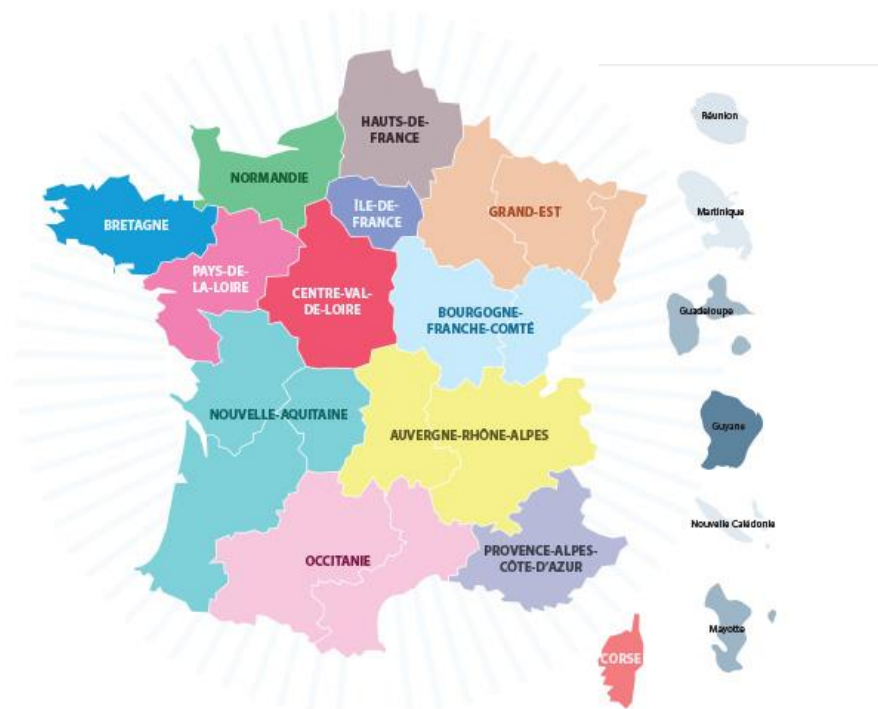 HAUTS-DE-
FRANCE
NORMANDIE
ÎLE-DE-
FRANCE
GRAND-EST
BRETAGNE
PAYS-DE-
LA-LOIRE
CENTRE-VAL-
DE-LOIRE
BOURGOGNE-
FRANCHE-COMTÉ
NOUVELLE-AQUITAINE
AUVERGNE-RHÔNE-ALPES
OCCITANIE
PROVENCE-ALPES-
CÔTE-D'AZUR
CORSE
Réunion
Martinique
Guadeloupe
Guyane
Nouvelle Calédonie
Mayotte